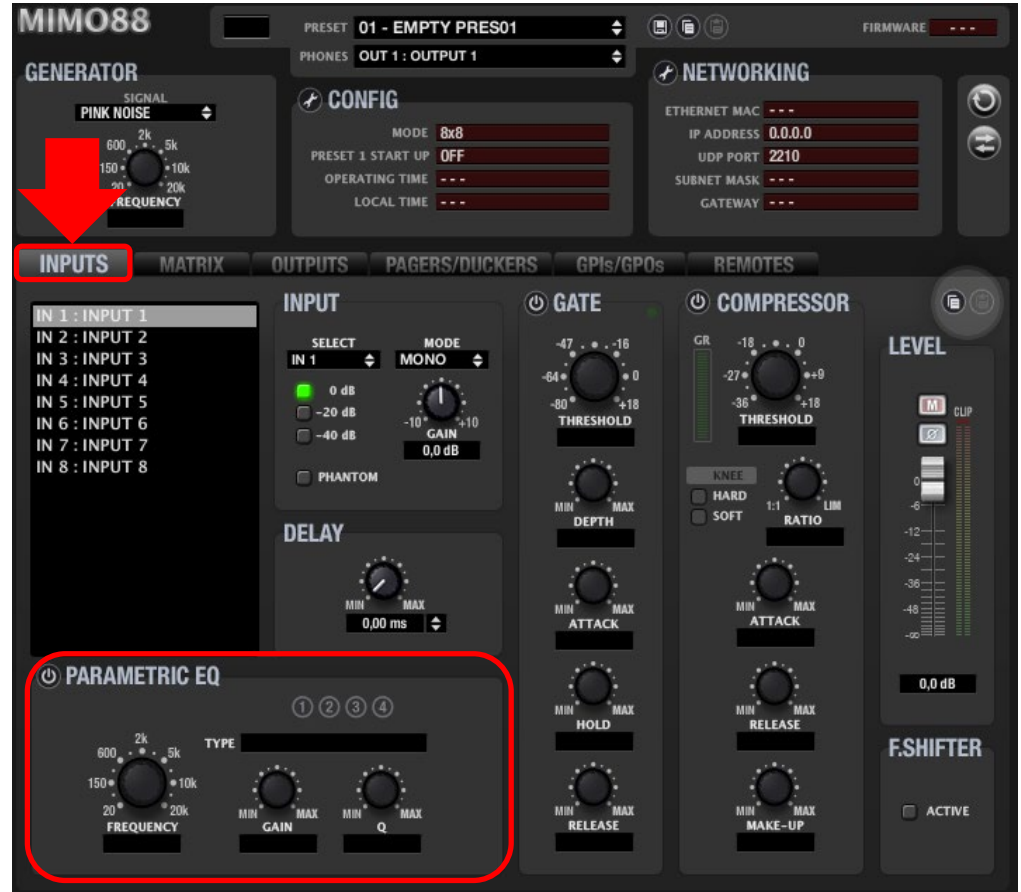 MIMO88
PRESET 01 - EMPTY PRES01
FIRMWARE - - -
PHONES OUT 1 : OUTPUT 1
GENERATOR
SIGNAL
PINK NOISE
600 2k 5k
150 10k
20 20k
FREQUENCY
CONFIG
MODE 8x8
PRESET 1 START UP OFF
OPERATING TIME - - -
LOCAL TIME - - -
NETWORKING
ETHERNET MAC - - -
IP ADDRESS 0.0.0.0
UDP PORT 2210
SUBNET MASK - - -
GATEWAY - - -
INPUTS MATRIX OUTPUTS PAGERS/DUCKERS GPIs/GPOs REMOTES
IN 1 : INPUT 1
IN 2 : INPUT 2
IN 3 : INPUT 3
IN 4 : INPUT 4
IN 5 : INPUT 5
IN 6 : INPUT 6
IN 7 : INPUT 7
IN 8 : INPUT 8
INPUT
SELECT MODE
IN 1 MONO
0 dB
-20 dB
-40 dB
-10 +10
GAIN
0,0 dB
PHANTOM
DELAY
MIN MAX
0,00 ms
GATE
-47 -16
-64 0
-80 +18
THRESHOLD
MIN MAX
DEPTH
MIN MAX
ATTACK
MIN MAX
HOLD
MIN MAX
RELEASE
COMPRESSOR
GR
-18 0
-27 +9
-36 +18
THRESHOLD
KNEE
HARD
SOFT
1:1 LIM
RATIO
MIN MAX
ATTACK
MIN MAX
RELEASE
MIN MAX
MAKE-UP
LEVEL
M
CLIP
Ø
0
-6
-12
-24
-36
-48
-∞
0,0 dB
F.SHIFTER
ACTIVE
PARAMETRIC EQ
1 2 3 4
TYPE
600 2k 5k
150 10k
20 20k
FREQUENCY
MIN MAX
GAIN
MIN MAX
Q